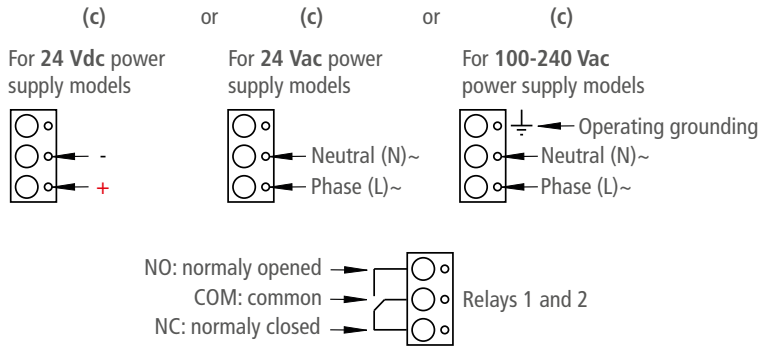 (c) or (c) or (c)
For 24 Vdc power supply models
For 24 Vac power supply models
For 100-240 Vac power supply models
Operating grounding
-
+
Neutral (N)~
Phase (L)~
Neutral (N)~
Phase (L)~
NO: normaly opened
COM: common
NC: normaly closed
Relays 1 and 2